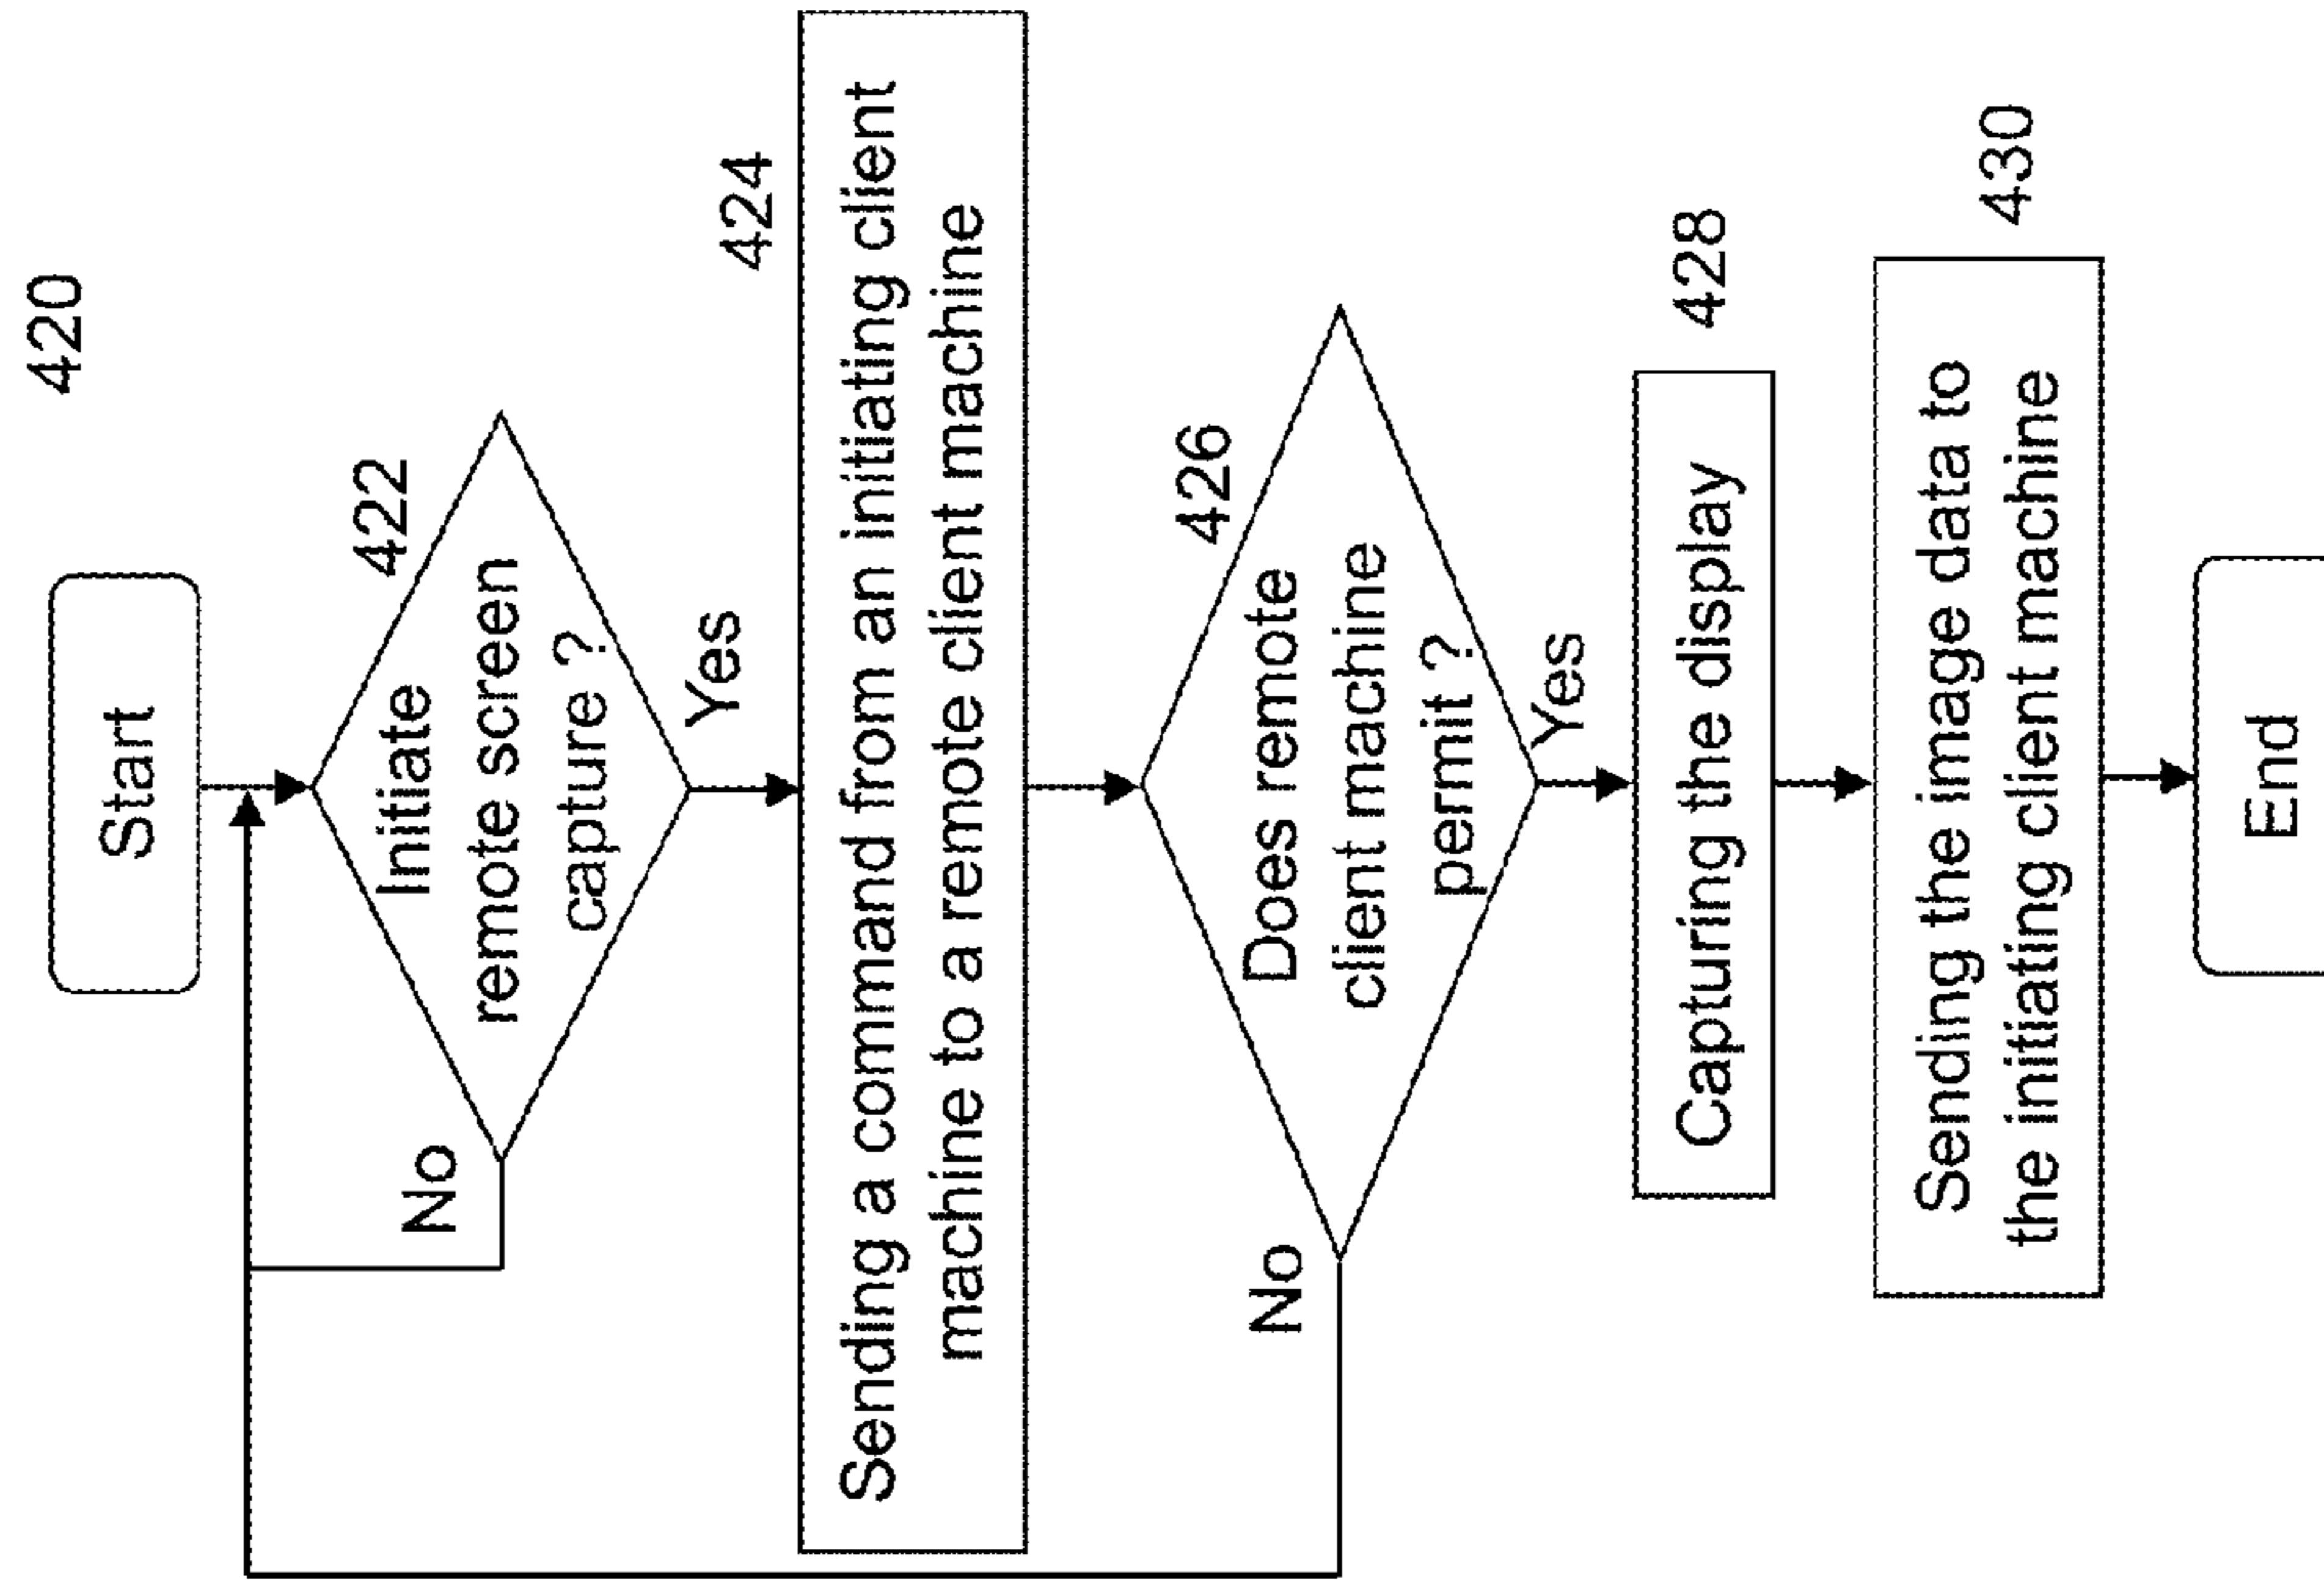 420
Start
422
Initiate
remote screen
capture ?
No
Yes
424
Sending a command from an initiating client
machine to a remote client machine
426
Does remote
client machine
permit ?
No
Yes
428
Capturing the display
430
Sending the image data to
the initiating client machine
End